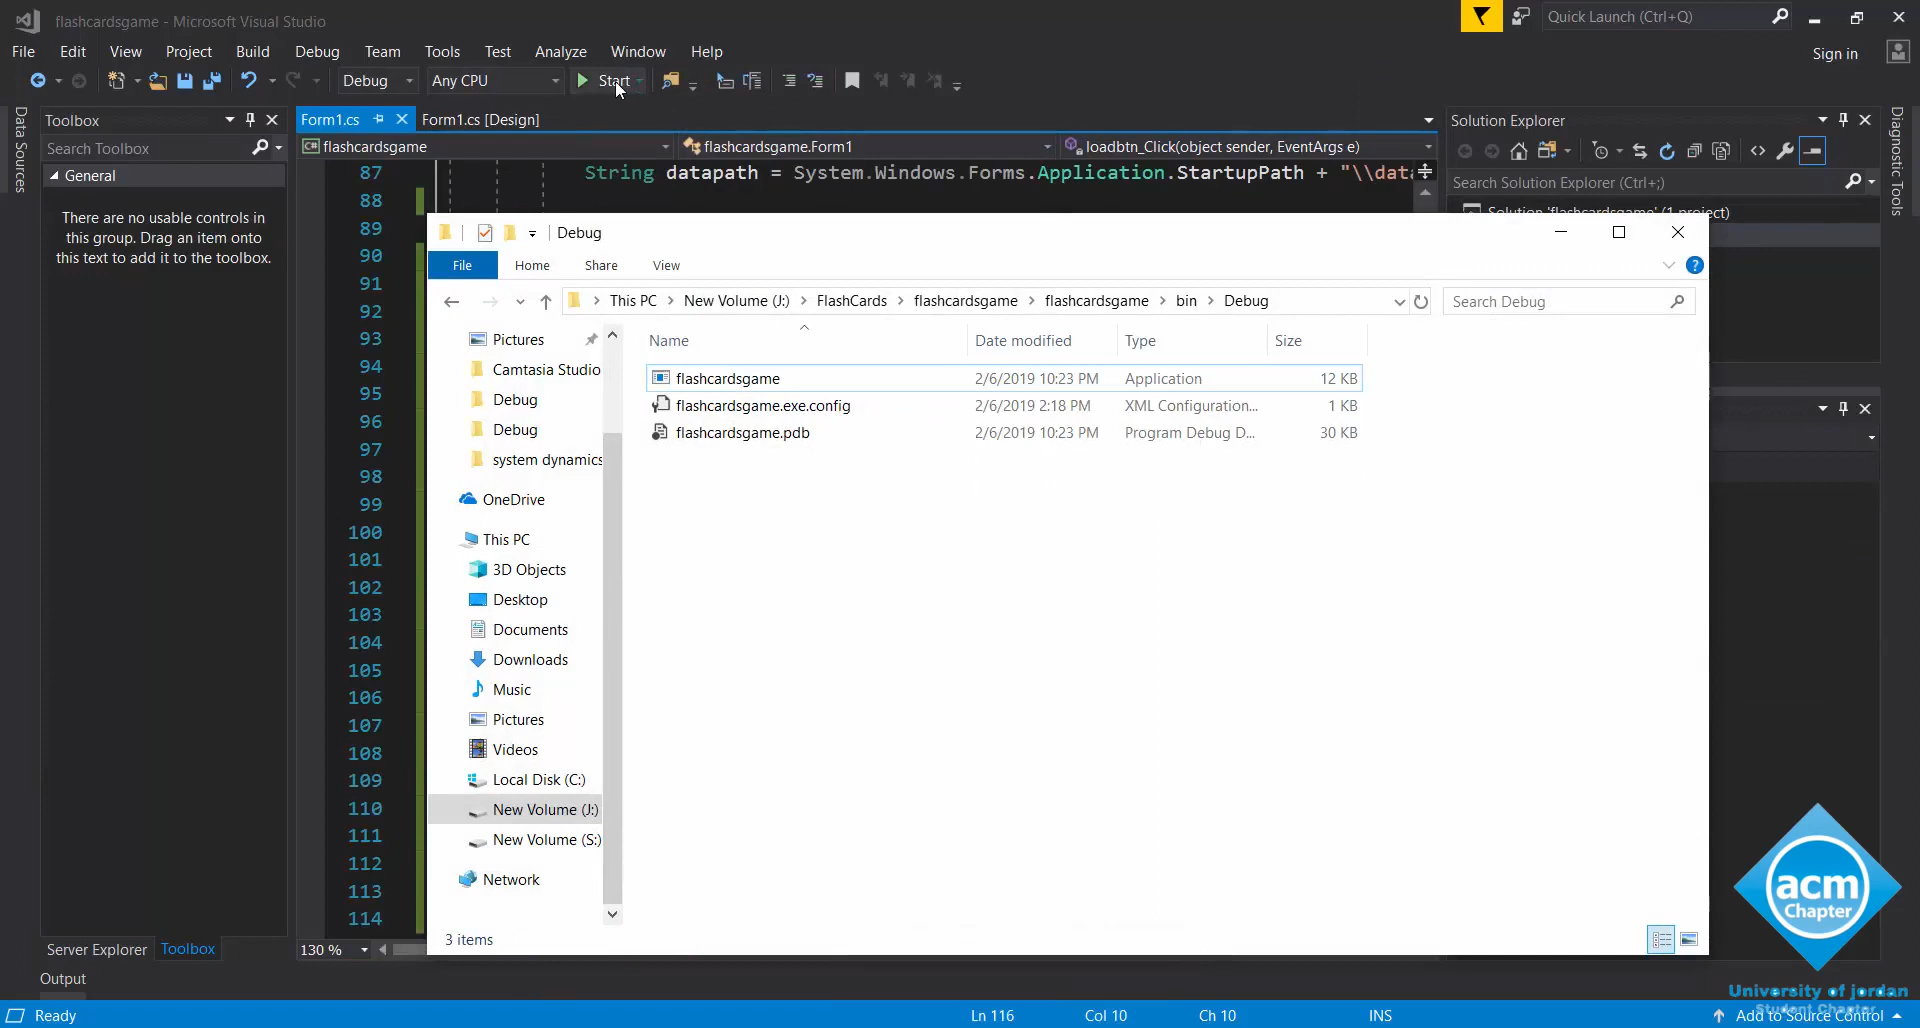 flashcardsgame - Microsoft Visual Studio
Quick Launch (Ctrl+Q)
File Edit View Project Build Debug Team Tools Test Analyze Window Help
Sign in
Debug Any CPU Start
Data Sources
Toolbox
Search Toolbox
General
There are no usable controls in
this group. Drag an item onto
this text to add it to the toolbox.
Server Explorer Toolbox
Output
Form1.cs Form1.cs [Design]
flashcardsgame flashcardsgame.Form1 loadbtn_Click(object sender, EventArgs e)
87 String datapath = System.Windows.Forms.Application.StartupPath + "\\data
88
89
90
91
92
93
94
95
96
97
98
99
100
101
102
103
104
105
106
107
108
109
110
111
112
113
114
130 %
Solution Explorer
Search Solution Explorer (Ctrl+;)
Solution 'flashcardsgame' (1 project)
Diagnostic Tools
Debug
File Home Share View
This PC New Volume (J:) FlashCards flashcardsgame flashcardsgame bin Debug
Search Debug
Pictures
Camtasia Studio
Debug
Debug
system dynamics
OneDrive
This PC
3D Objects
Desktop
Documents
Downloads
Music
Pictures
Videos
Local Disk (C:)
New Volume (J:)
New Volume (S:)
Network
Name Date modified Type Size
flashcardsgame 2/6/2019 10:23 PM Application 12 KB
flashcardsgame.exe.config 2/6/2019 2:18 PM XML Configuration... 1 KB
flashcardsgame.pdb 2/6/2019 10:23 PM Program Debug D... 30 KB
3 items
acm
Chapter
University of jordan
Student Chapter
Ready Ln 116 Col 10 Ch 10 INS Add to Source Control